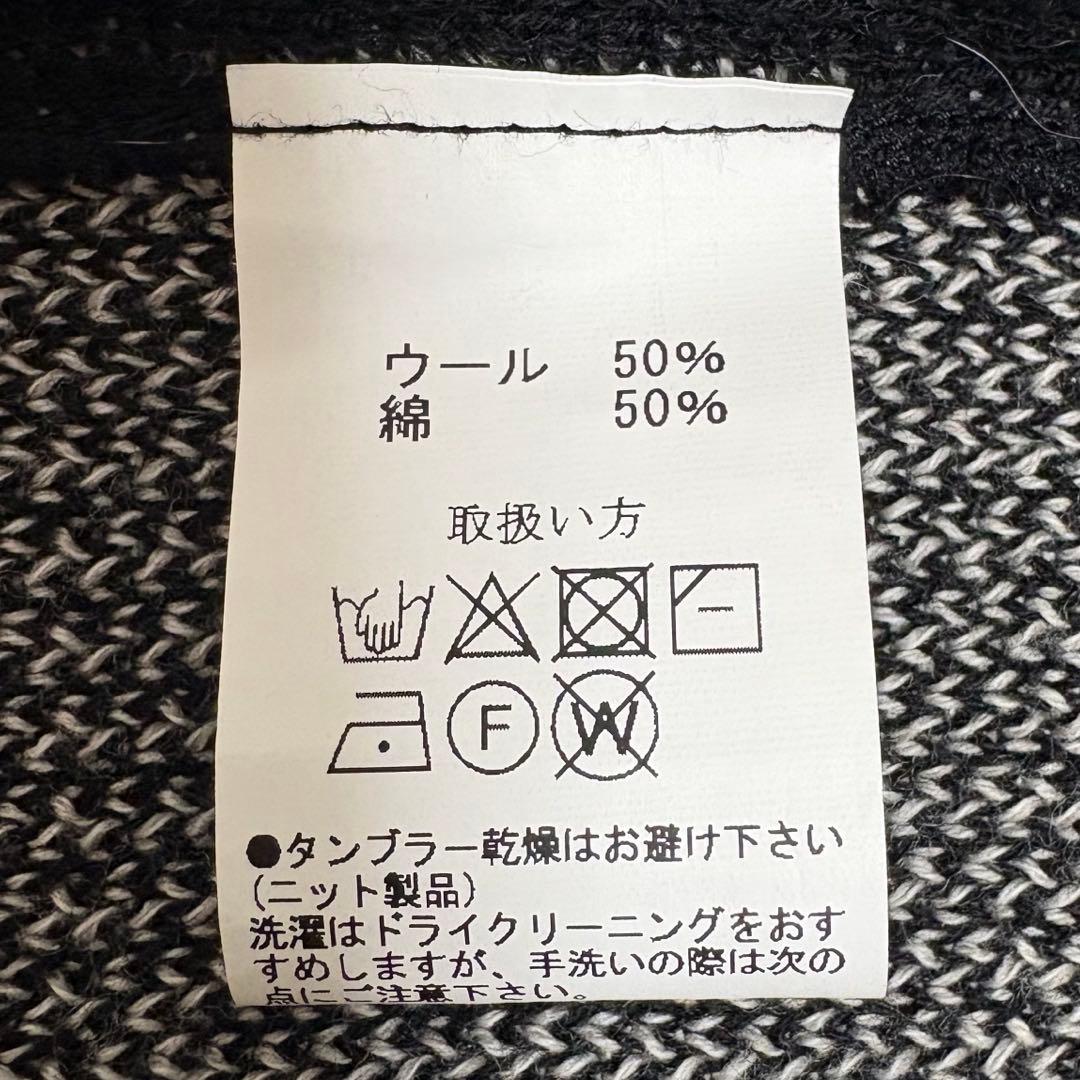 ウール 50%
綿 50%
取扱い方
F W
●タンブラー乾燥はお避け下さい
(ニット製品)
洗濯はドライクリーニングをおす
すめしますが、手洗いの際は次の
点にご注意下さい。